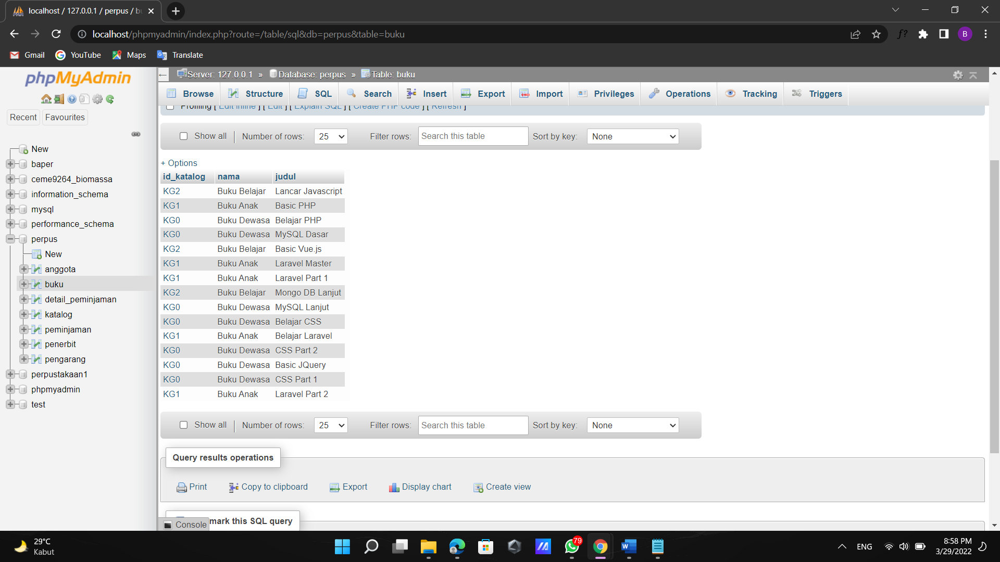 localhost / 127.0.0.1 / perpus / bu
localhost/phpmyadmin/index.php?route=/table/sql&db=perpus&table=buku
f?
B
Gmail YouTube Maps Translate
phpMyAdmin
Recent Favourites
New
baper
ceme9264_biomassa
information_schema
mysql
performance_schema
perpus
New
anggota
buku
detail_peminjaman
katalog
peminjaman
penerbit
pengarang
perpustakaan1
phpmyadmin
test
Server: 127.0.0.1 » Database: perpus » Table: buku
Browse Structure SQL Search Insert Export Import Privileges Operations Tracking Triggers
Profiling [ Edit inline ] [ Edit ] [ Explain SQL ] [ Create PHP code ] [ Refresh ]
Show all Number of rows: 25 Filter rows: Search this table Sort by key: None
+ Options
id_katalog nama judul
KG2 Buku Belajar Lancar Javascript
KG1 Buku Anak Basic PHP
KG0 Buku Dewasa Belajar PHP
KG0 Buku Dewasa MySQL Dasar
KG2 Buku Belajar Basic Vue.js
KG1 Buku Anak Laravel Master
KG1 Buku Anak Laravel Part 1
KG2 Buku Belajar Mongo DB Lanjut
KG0 Buku Dewasa MySQL Lanjut
KG0 Buku Dewasa Belajar CSS
KG1 Buku Anak Belajar Laravel
KG0 Buku Dewasa CSS Part 2
KG0 Buku Dewasa Basic JQuery
KG0 Buku Dewasa CSS Part 1
KG1 Buku Anak Laravel Part 2
Show all Number of rows: 25 Filter rows: Search this table Sort by key: None
Query results operations
Print Copy to clipboard Export Display chart Create view
mark this SQL query
Console
29°C
Kabut
79
ENG
8:58 PM
3/29/2022